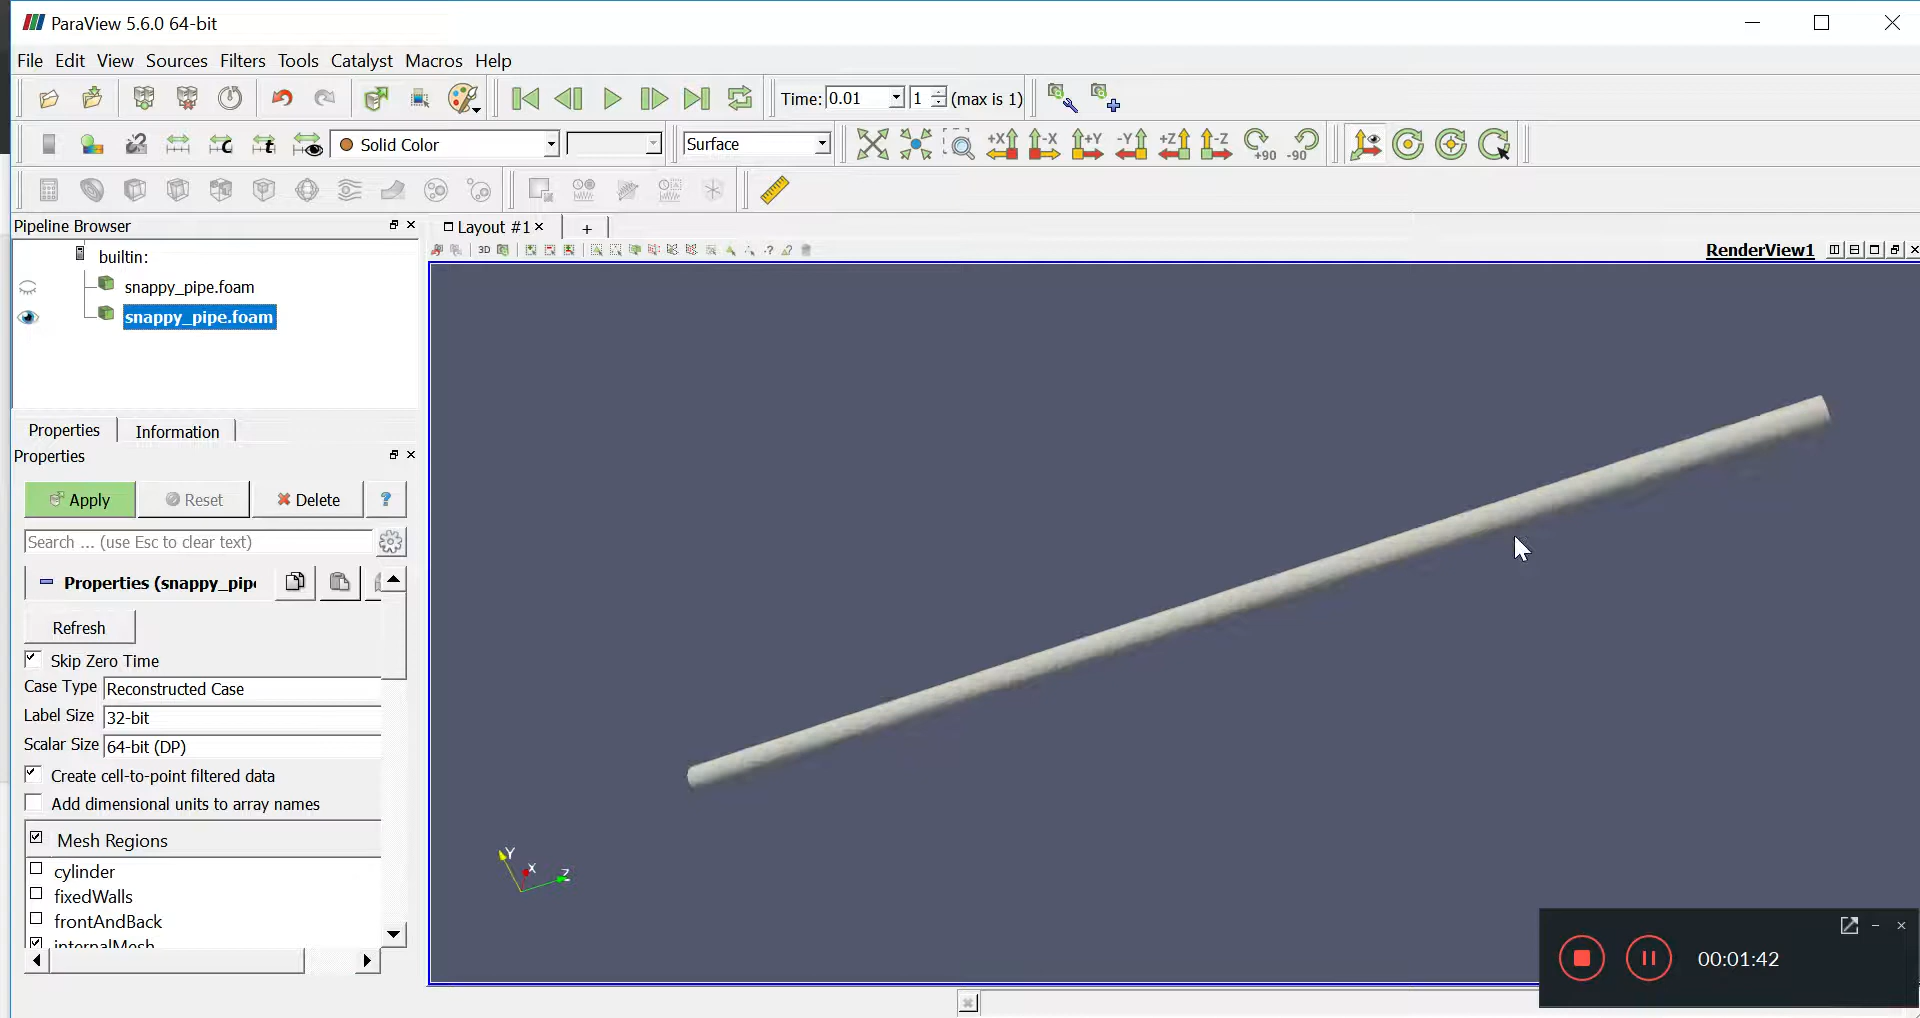 ParaView 5.6.0 64-bit
File Edit View Sources Filters Tools Catalyst Macros Help
Time: 0.01 1 (max is 1)
Solid Color Surface +X -X +Y -Y +Z -Z +90 -90
Pipeline Browser
Layout #1
+
3D
RenderView1
builtin:
snappy_pipe.foam
snappy_pipe.foam
Properties Information
Properties
Apply Reset Delete ?
Search ... (use Esc to clear text)
Properties (snappy_pip
Refresh
Skip Zero Time
Case Type Reconstructed Case
Label Size 32-bit
Scalar Size 64-bit (DP)
Create cell-to-point filtered data
Add dimensional units to array names
Mesh Regions
cylinder
fixedWalls
frontAndBack
internalMesh
Y X Z
00:01:42